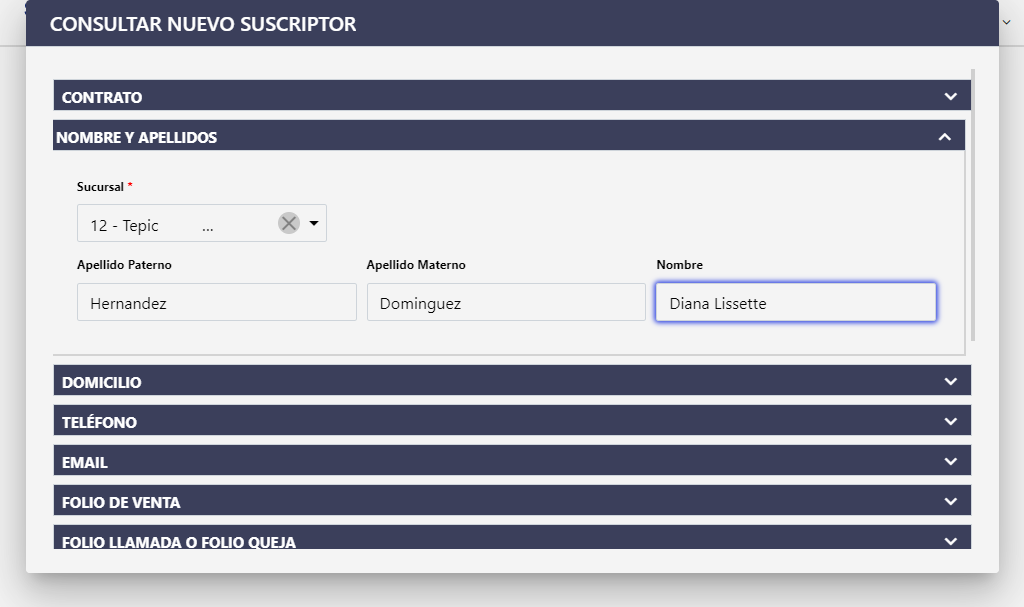 CONSULTAR NUEVO SUSCRIPTOR
CONTRATO
NOMBRE Y APELLIDOS
Sucursal *
12 - Tepic ...
Apellido Paterno Apellido Materno Nombre
Hernandez Dominguez Diana Lissette
DOMICILIO
TELÉFONO
EMAIL
FOLIO DE VENTA
FOLIO LLAMADA O FOLIO QUEJA